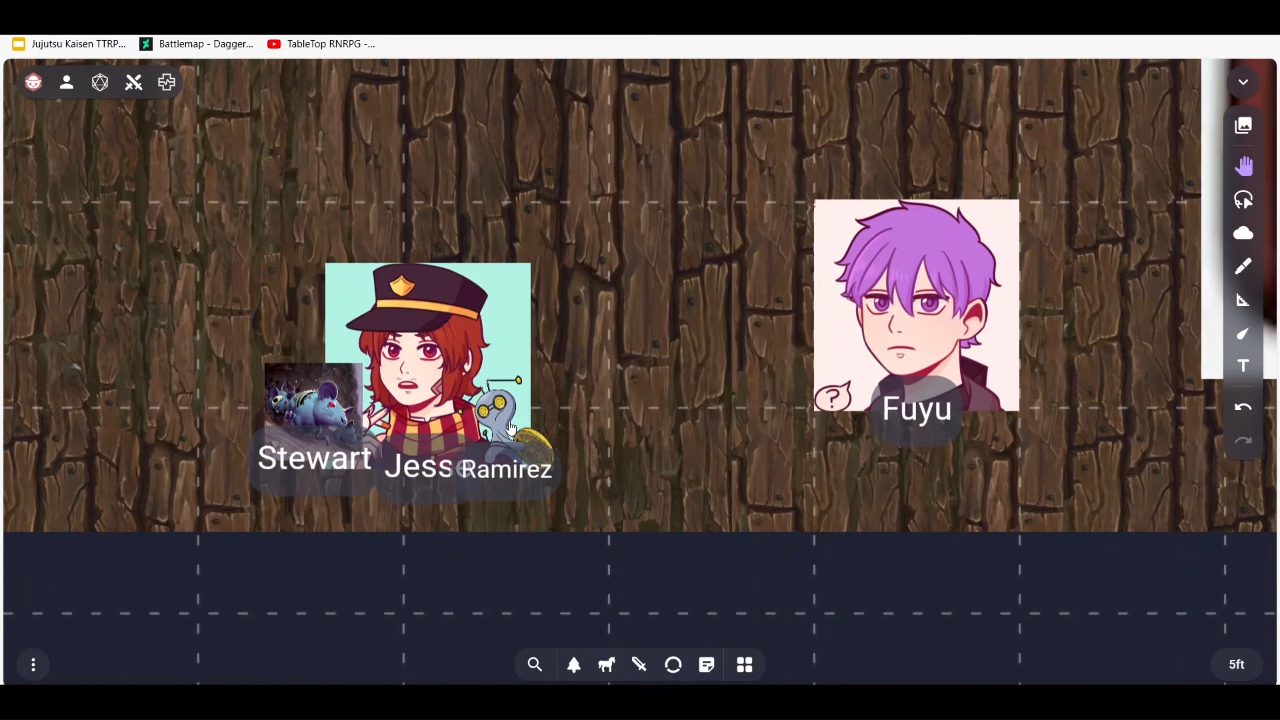 Jujutsu Kaisen TTRP...
Battlemap - Dagger...
TableTop RNRPG -...
?
Fuyu
Stewart
Jess
Ramirez
T
5ft